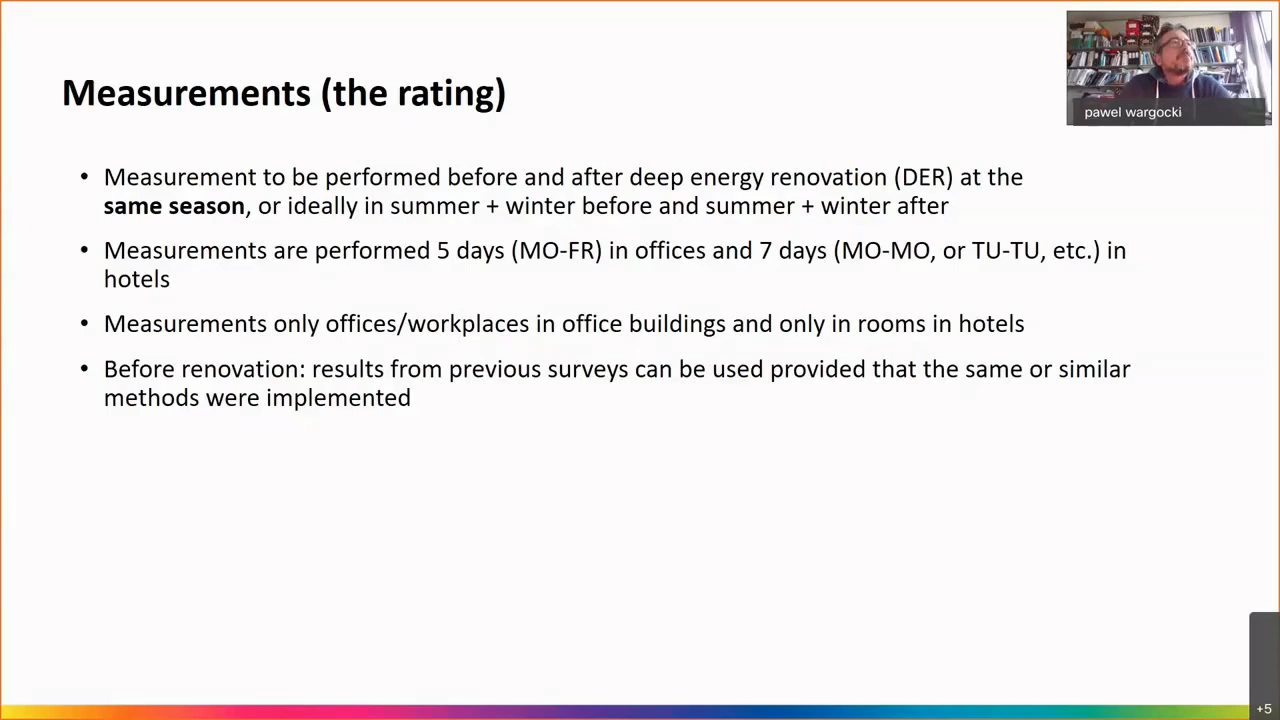 Measurements (the rating)
pawel wargocki
• Measurement to be performed before and after deep energy renovation (DER) at the
same season, or ideally in summer + winter before and summer + winter after
• Measurements are performed 5 days (MO-FR) in offices and 7 days (MO-MO, or TU-TU, etc.) in
hotels
• Measurements only offices/workplaces in office buildings and only in rooms in hotels
• Before renovation: results from previous surveys can be used provided that the same or similar
methods were implemented
+5